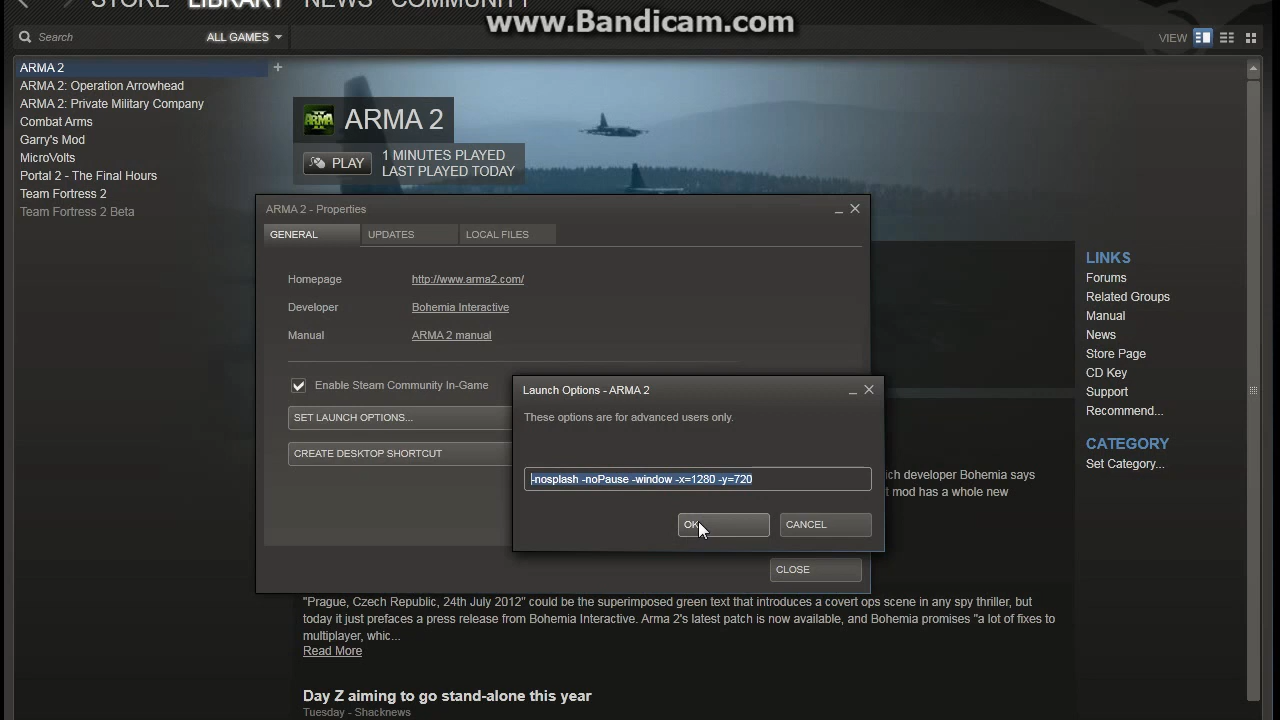 STORE LIBRARY NEWS COMMUNITY
www.Bandicam.com
Search
ALL GAMES
VIEW
ARMA 2
ARMA 2: Operation Arrowhead
ARMA 2: Private Military Company
Combat Arms
Garry's Mod
MicroVolts
Portal 2 - The Final Hours
Team Fortress 2
Team Fortress 2 Beta
ARMA
ARMA 2
PLAY
1 MINUTES PLAYED
LAST PLAYED TODAY
ARMA 2 - Properties
GENERAL
UPDATES
LOCAL FILES
Homepage
http://www.arma2.com/
Developer
Bohemia Interactive
Manual
ARMA 2 manual
Enable Steam Community In-Game
SET LAUNCH OPTIONS...
CREATE DESKTOP SHORTCUT
CLOSE
Launch Options - ARMA 2
These options are for advanced users only.
-nosplash -noPause -window -x=1280 -y=720
OK
CANCEL
LINKS
Forums
Related Groups
Manual
News
Store Page
CD Key
Support
Recommend...
CATEGORY
Set Category...
ich developer Bohemia says
t mod has a whole new
"Prague, Czech Republic, 24th July 2012" could be the superimposed green text that introduces a covert ops scene in any spy thriller, but
today it just prefaces a press release from Bohemia Interactive. Arma 2's latest patch is now available, and Bohemia promises "a lot of fixes to
multiplayer, whic...
Read More
Day Z aiming to go stand-alone this year
Tuesday - Shacknews